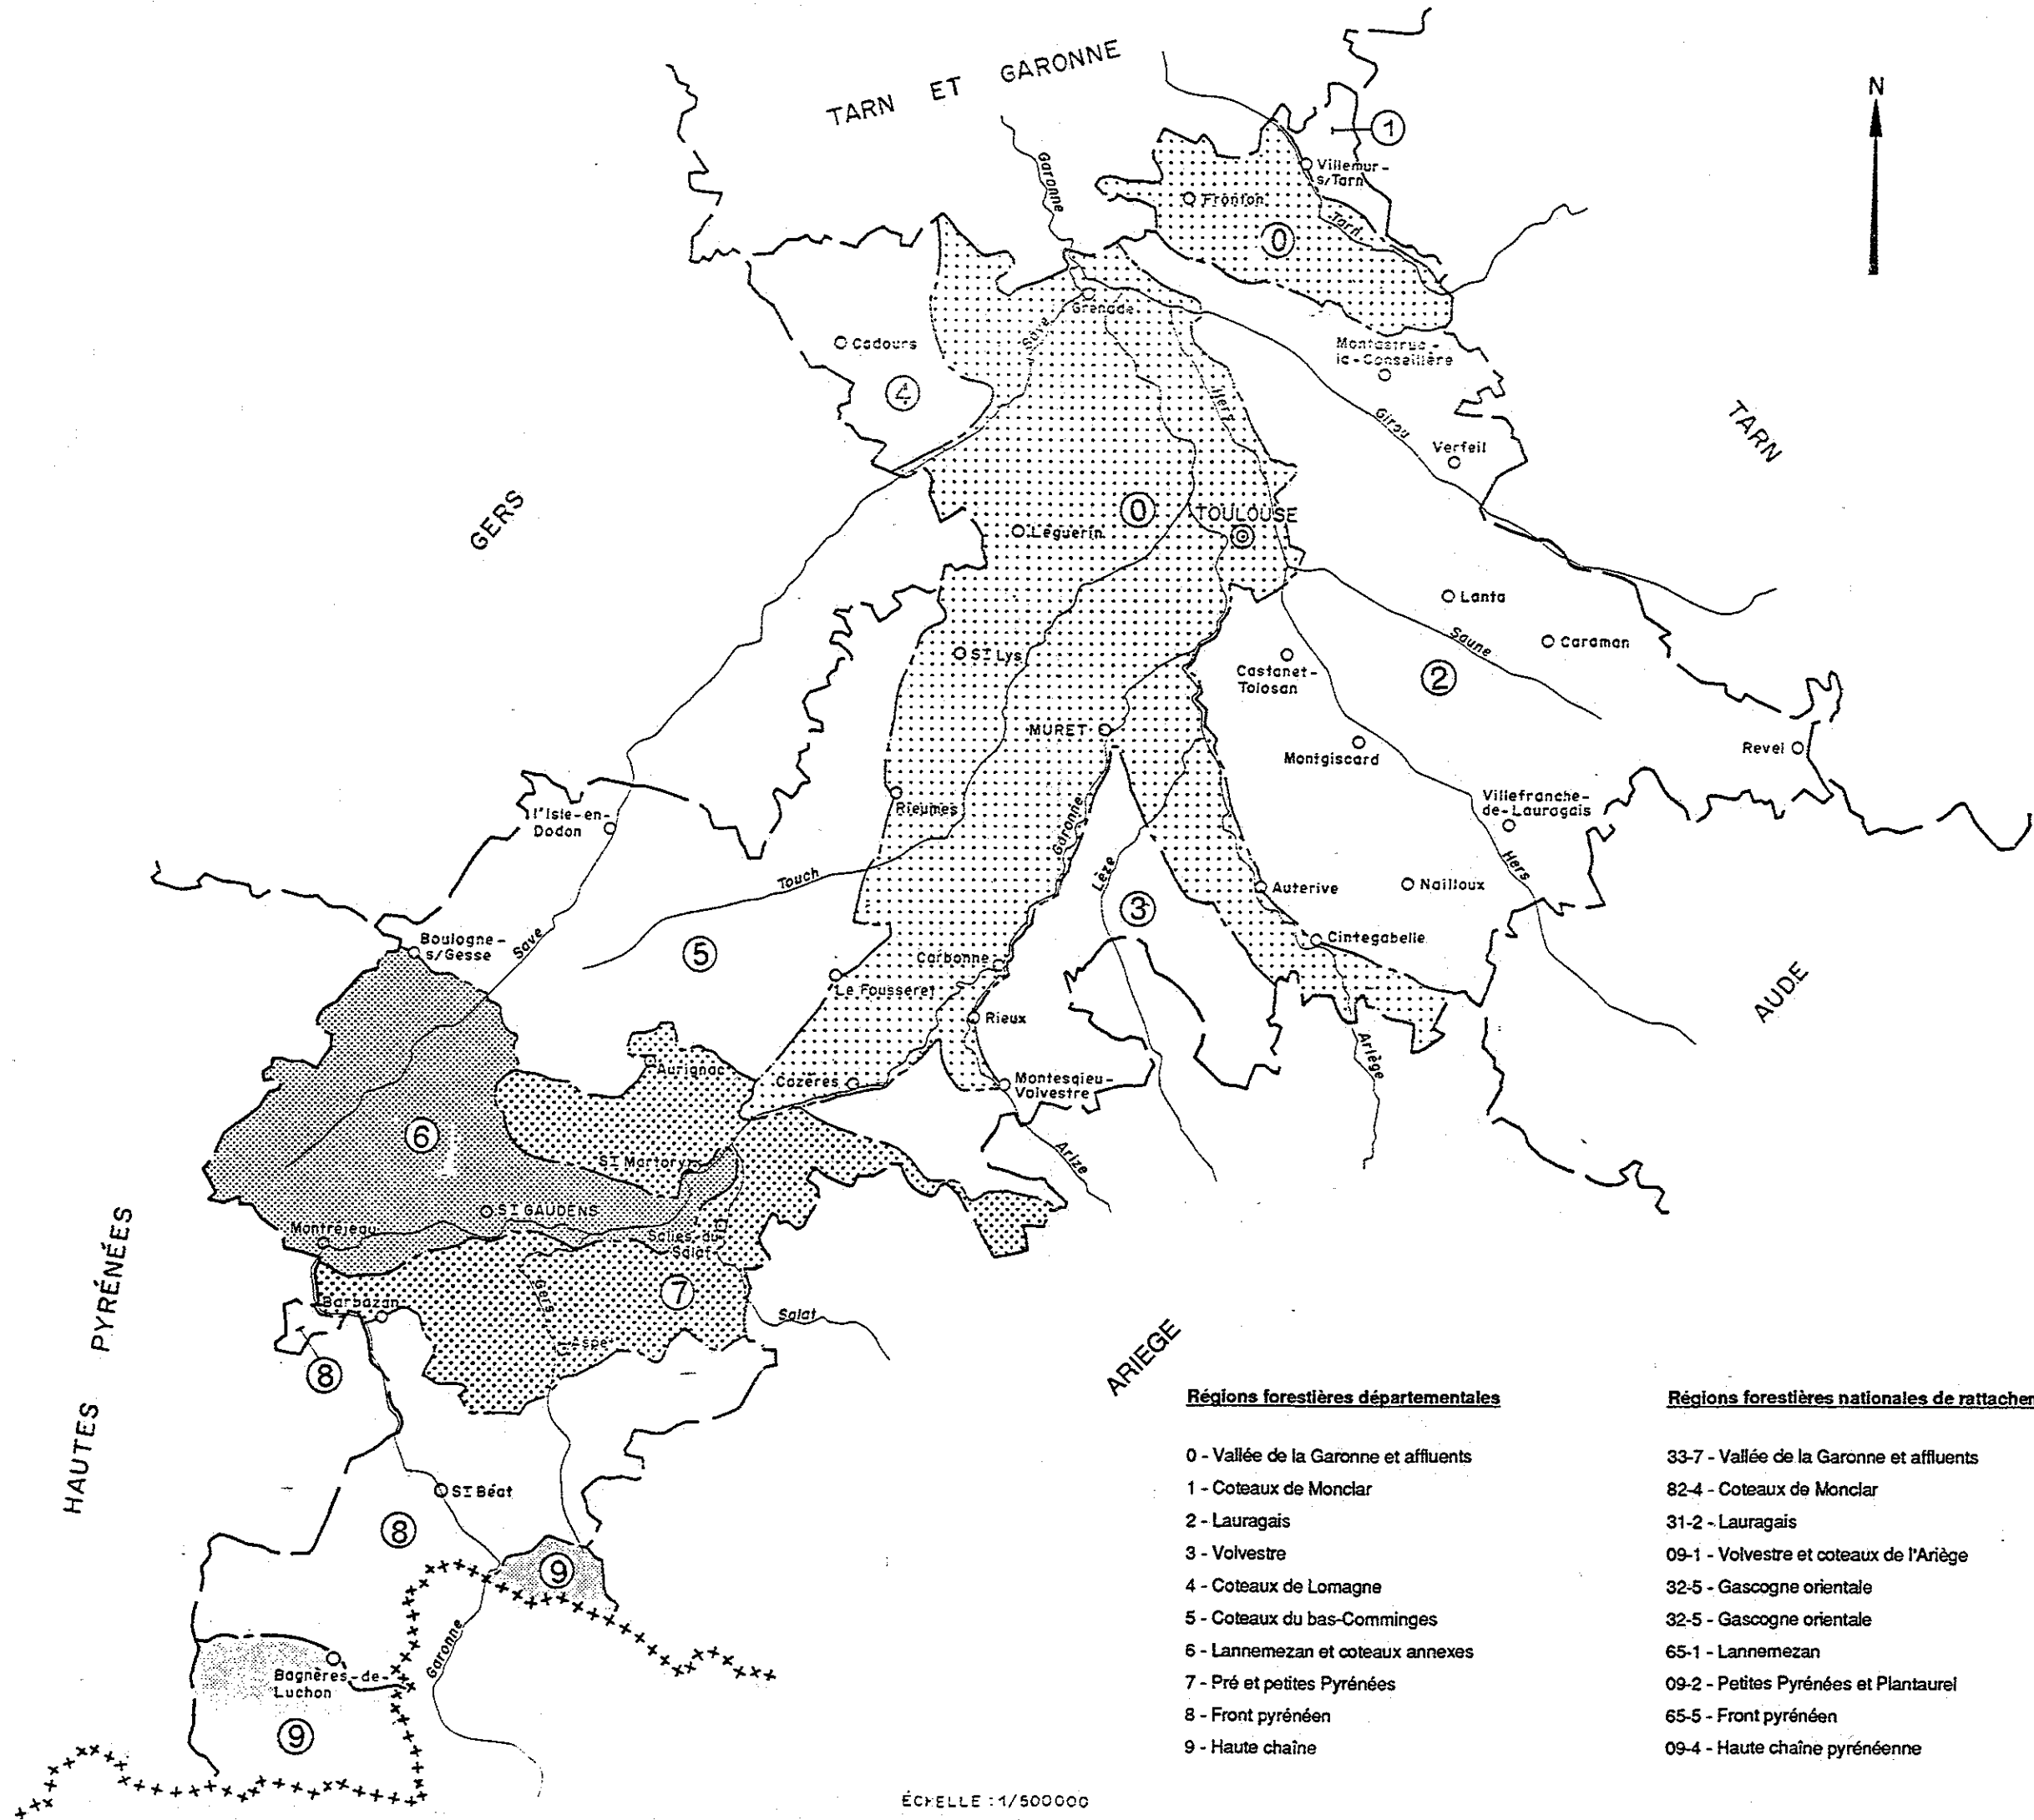 TARN ET GARONNE
N
1
Villemur-
s/Tarn
Fronton
Garonne
Tarn
0
Grenade
Save
Cadours
Montastruc-
la-Conseillère
4
Hers
Girou
TARN
Verfeil
GERS
0
TOULOUSE
Léguerin
Lanta
Saune
Caraman
ST Lys
Castanet-
Tolosan
2
MURET
Montgiscard
Revel
Rieumes
Garonne
Villefranche-
de-Lauragais
l'Isle-en-
Dodon
Touch
Lèze
Hers
Auterive
Nailloux
3
Boulogne-
s/Gesse
Save
5
Carbonne
Cintegabelle
Le Fousseret
AUDE
Rieux
Ariège
Aurignac
Cazères
Montesqieu-
Volvestre
6
ST Martory
Arize
HAUTES PYRÉNÉES
ST GAUDENS
Montréjeau
Salies du
Salat
7
Gers
Barbazan
Salat
Aspet
8
ARIEGE
ST Béat
8
9
Garonne
Bagnères-de-
Luchon
9
Régions forestières départementales
0 - Vallée de la Garonne et affluents
1 - Coteaux de Monclar
2 - Lauragais
3 - Volvestre
4 - Coteaux de Lomagne
5 - Coteaux du bas-Comminges
6 - Lannemezan et coteaux annexes
7 - Pré et petites Pyrénées
8 - Front pyrénéen
9 - Haute chaîne
Régions forestières nationales de rattachem
33-7 - Vallée de la Garonne et affluents
82-4 - Coteaux de Monclar
31-2 - Lauragais
09-1 - Volvestre et coteaux de l'Ariège
32-5 - Gascogne orientale
32-5 - Gascogne orientale
65-1 - Lannemezan
09-2 - Petites Pyrénées et Plantaurel
65-5 - Front pyrénéen
09-4 - Haute chaîne pyrénéenne
ÉCHELLE : 1/500000